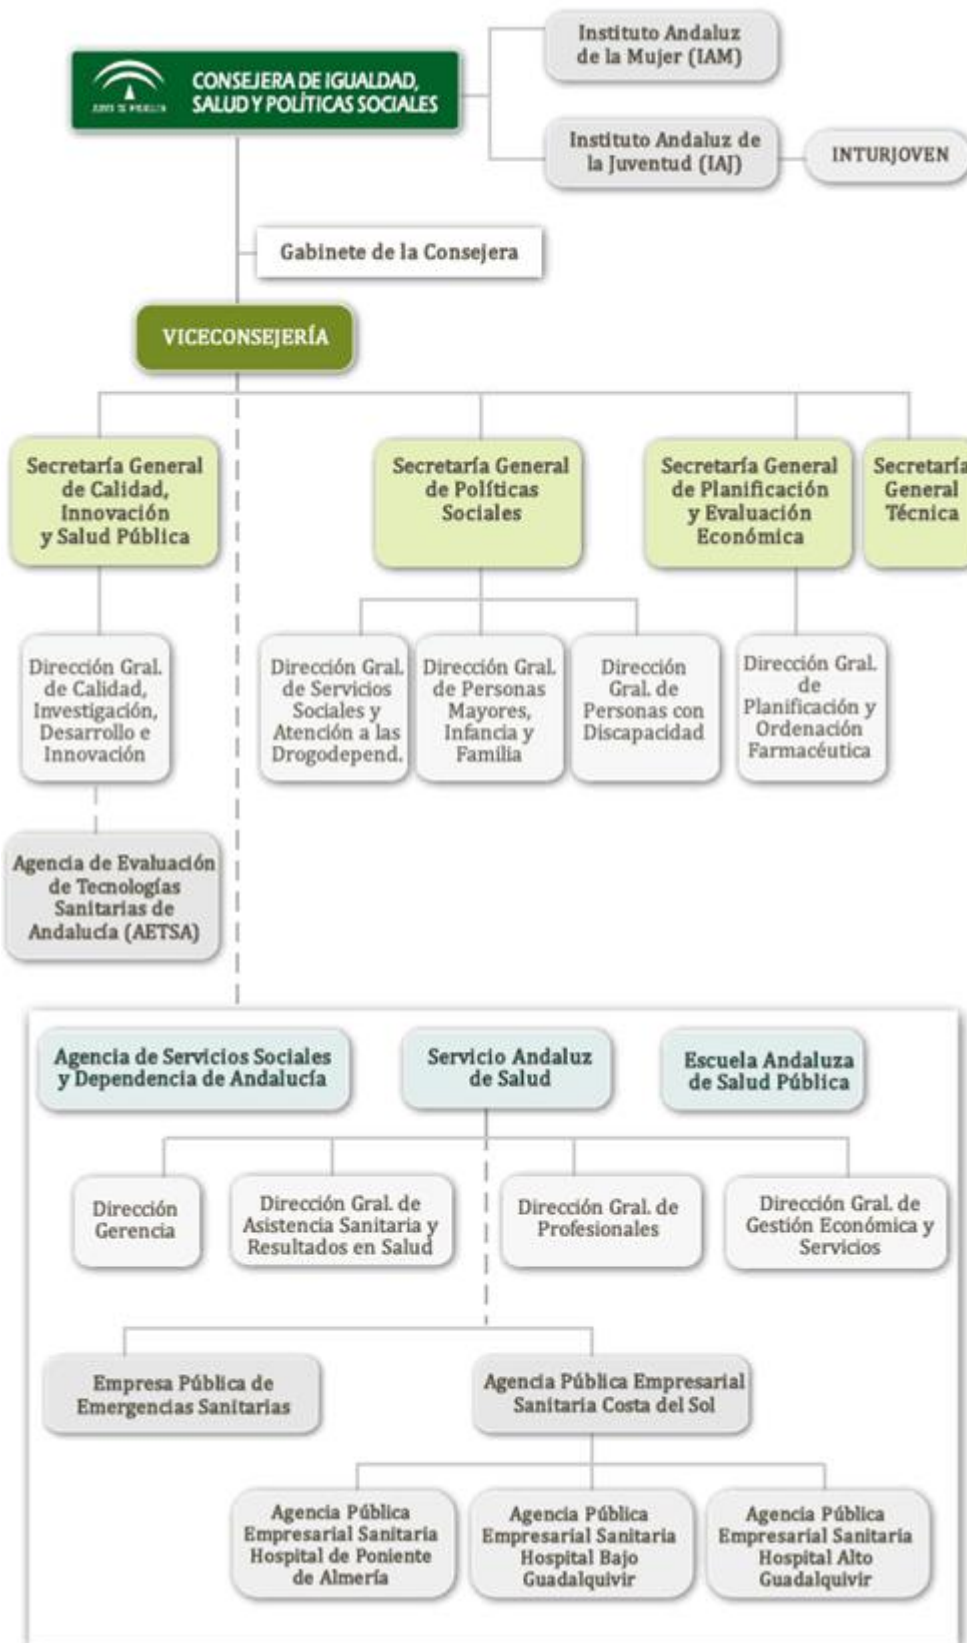 Instituto Andaluz
de la Mujer (IAM)
CONSEJERA DE IGUALDAD,
SALUD Y POLÍTICAS SOCIALES
JUNTA DE ANDALUCIA
Instituto Andaluz de
la Juventud (IAJ)
INTURJOVEN
Gabinete de la Consejera
VICECONSEJERÍA
Secretaría General
de Calidad,
Innovación
y Salud Pública
Secretaría General
de Políticas
Sociales
Secretaría General
de Planificación
y Evaluación
Económica
Secretaría
General
Técnica
Dirección Gral.
de Calidad,
Investigación,
Desarrollo e
Innovación
Dirección Gral.
de Servicios
Sociales y
Atención a las
Drogodepend.
Dirección Gral.
de Personas
Mayores,
Infancia y
Familia
Dirección
Gral. de
Personas con
Discapacidad
Dirección Gral.
de
Planificación y
Ordenación
Farmacéutica
Agencia de Evaluación
de Tecnologías
Sanitarias de
Andalucía (AETSA)
Agencia de Servicios Sociales
y Dependencia de Andalucía
Servicio Andaluz
de Salud
Escuela Andaluza
de Salud Pública
Dirección
Gerencia
Dirección Gral. de
Asistencia Sanitaria y
Resultados en Salud
Dirección Gral. de
Profesionales
Dirección Gral. de
Gestión Económica y
Servicios
Empresa Pública de
Emergencias Sanitarias
Agencia Pública Empresarial
Sanitaria Costa del Sol
Agencia Pública
Empresarial Sanitaria
Hospital de Poniente
de Almería
Agencia Pública
Empresarial Sanitaria
Hospital Bajo
Guadalquivir
Agencia Pública
Empresarial Sanitaria
Hospital Alto
Guadalquivir